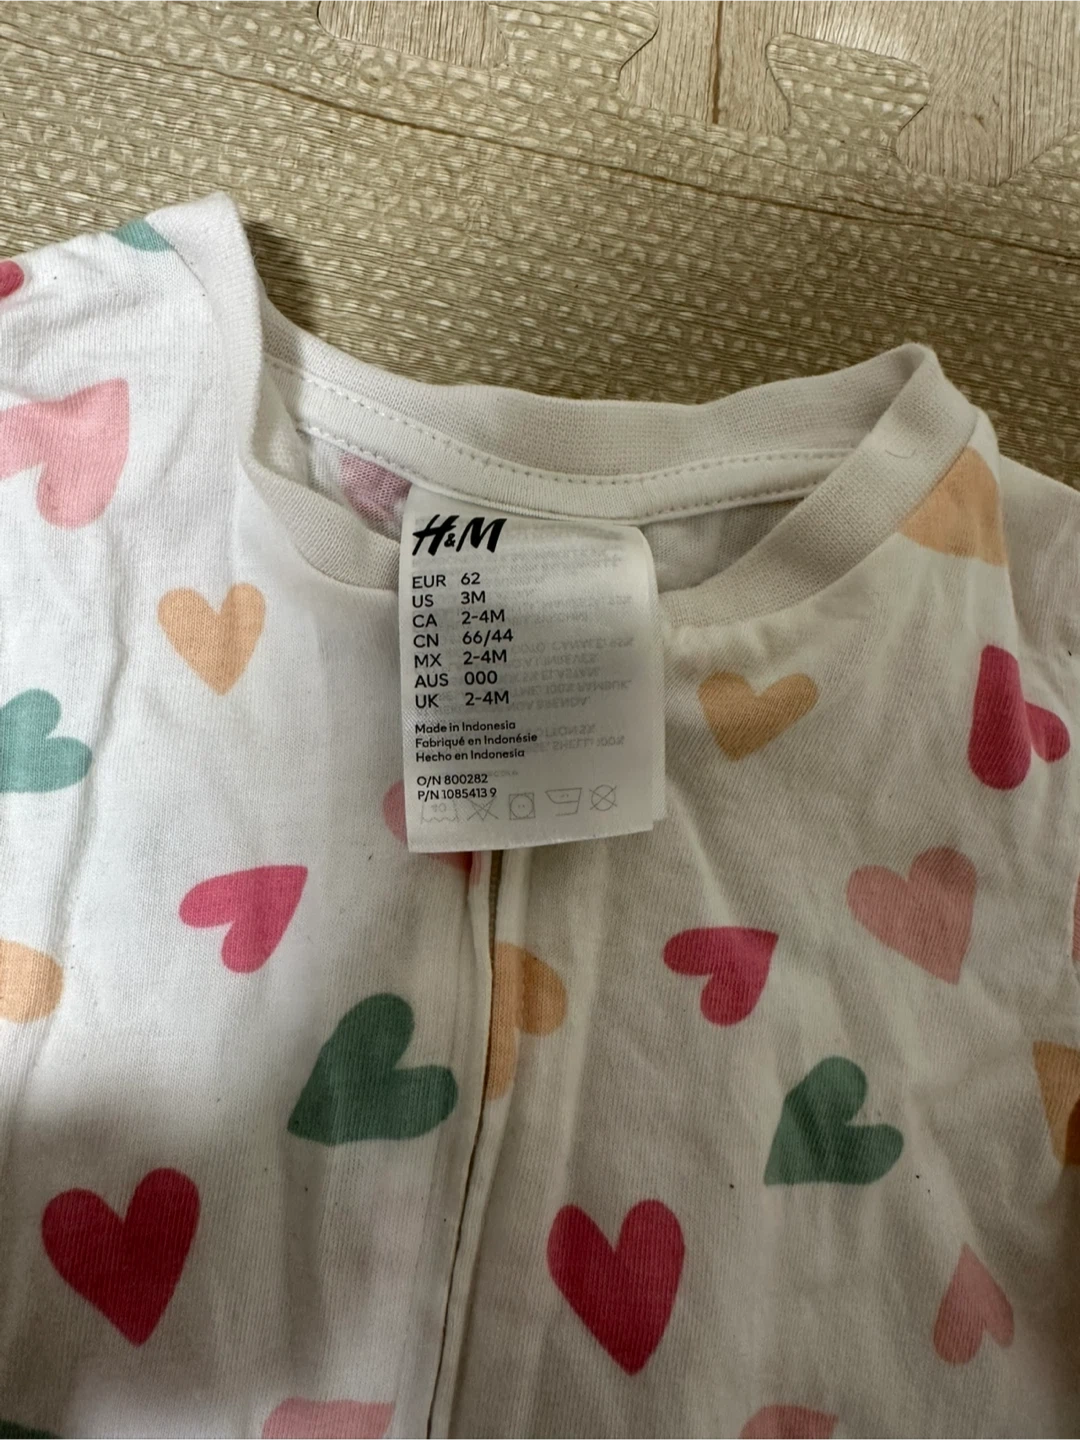 H&M
EUR 62
US 3M
CA 2-4M
CN 66/44
MX 2-4M
AUS 000
UK 2-4M
Made in Indonesia
Fabriqué en Indonésie
Hecho en Indonesia
O/N 800282
P/N 1085413 9
40